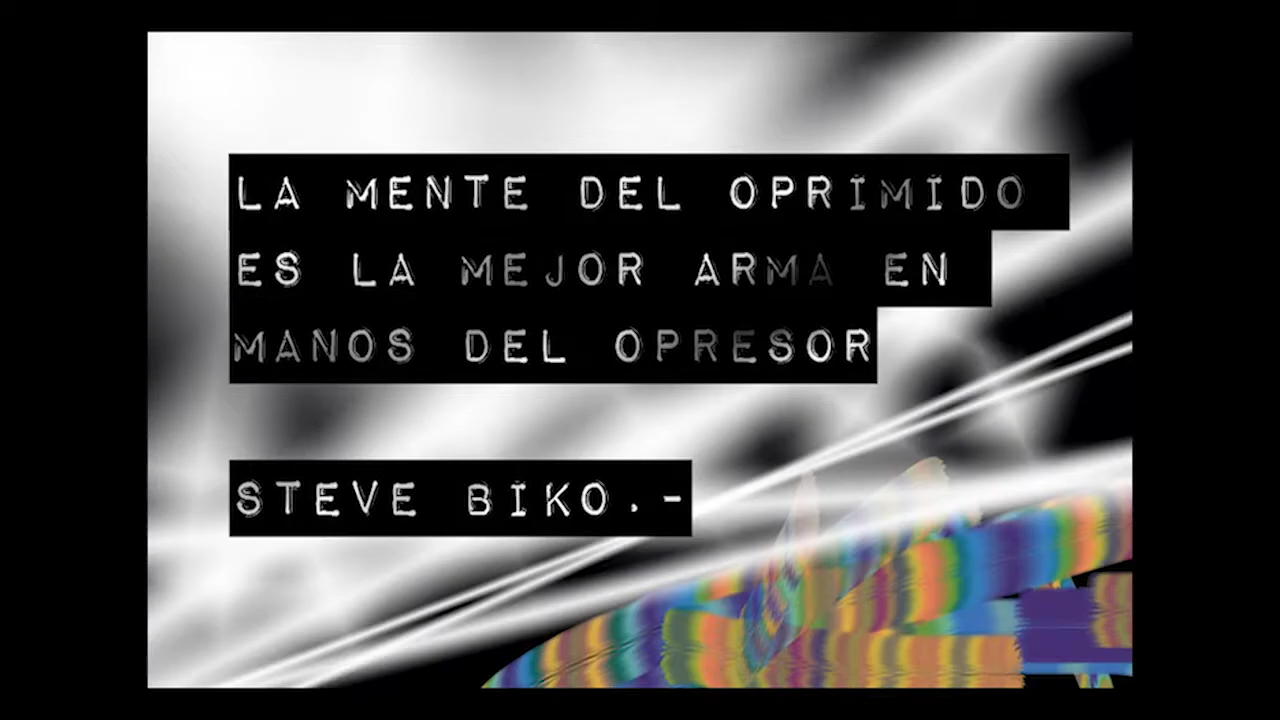 LA MENTE DEL OPRIMIDO
ES LA MEJOR ARMA EN
MANOS DEL OPRESOR
STEVE BIKO.-